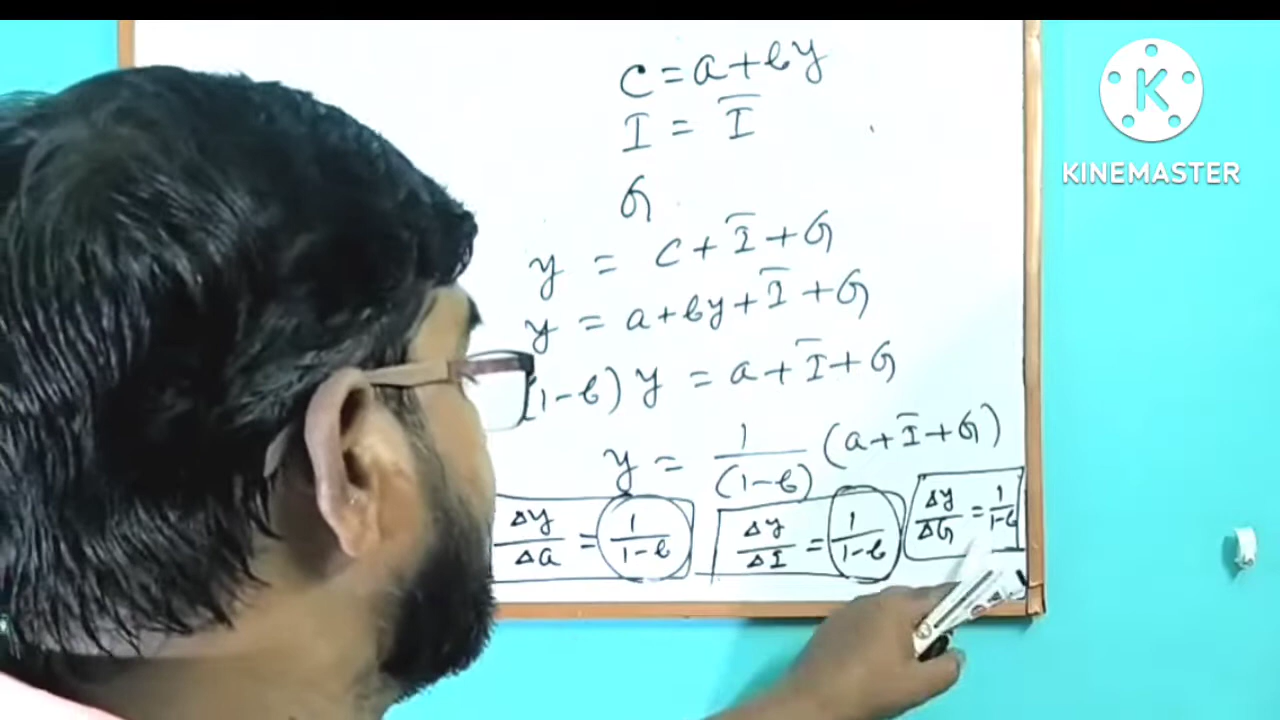 C = a + by
I = Ī
G
y = C + Ī + G
y = a + by + Ī + G
(1-b) y = a + Ī + G
y = 1/(1-b) (a + Ī + G)
Δy/Δa = 1/1-b Δy/ΔI = 1/1-b Δy/ΔG = 1/1-b
K
KINEMASTER